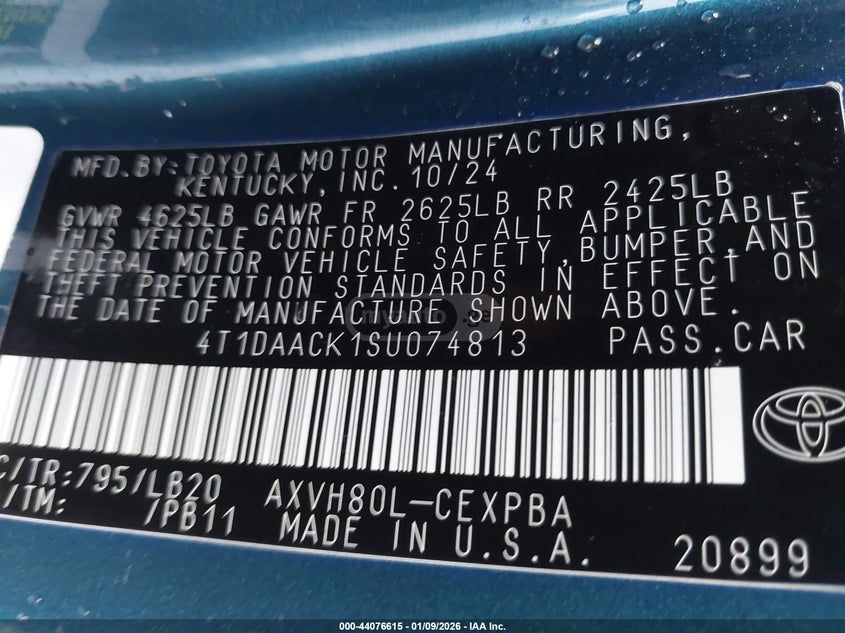 MFD.BY:TOYOTA MOTOR MANUFACTURING,
KENTUCKY,INC.10/24
GVWR 4625LB GAWR FR 2625LB RR 2425LB
THIS VEHICLE CONFORMS TO ALL APPLICABLE
FEDERAL MOTOR VEHICLE SAFETY,BUMPER,AND
THEFT PREVENTION STANDARDS IN EFFECT ON
THE DATE OF MANUFACTURE SHOWN ABOVE.
myauto.ge
4T1DAACK1SU074813 PASS.CAR
C/TR:795/LB20 AXVH80L-CEXPBA
/TM: /PB11 MADE IN U.S.A. 20899
000-44076615 - 01/09/2026 - IAA Inc.